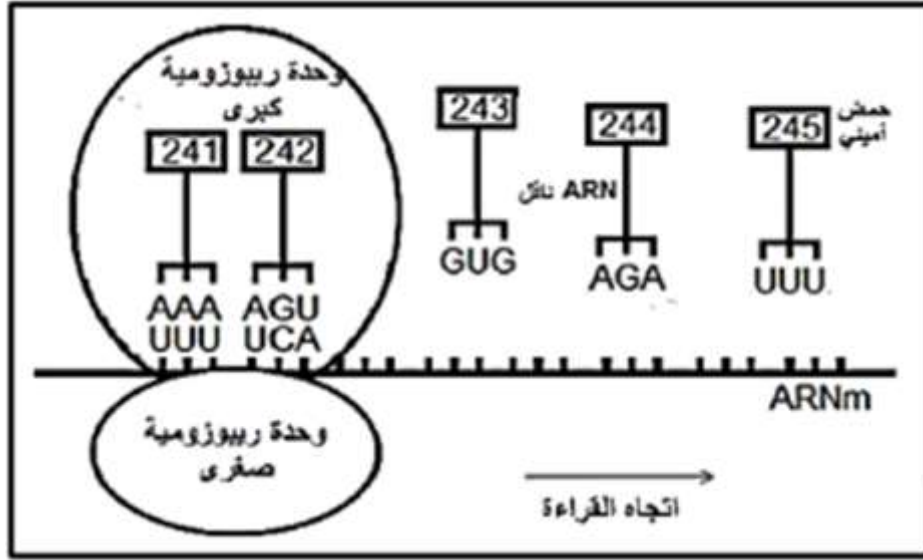 وحدة ريبوزومية
كبرى
241 242 243 244 245
حمض
أميني
ARN ناقل
GUG AGA UUU
AAA AGU
UUU UCA
ARNm
وحدة ريبوزومية
صغرى
اتجاه القراءة